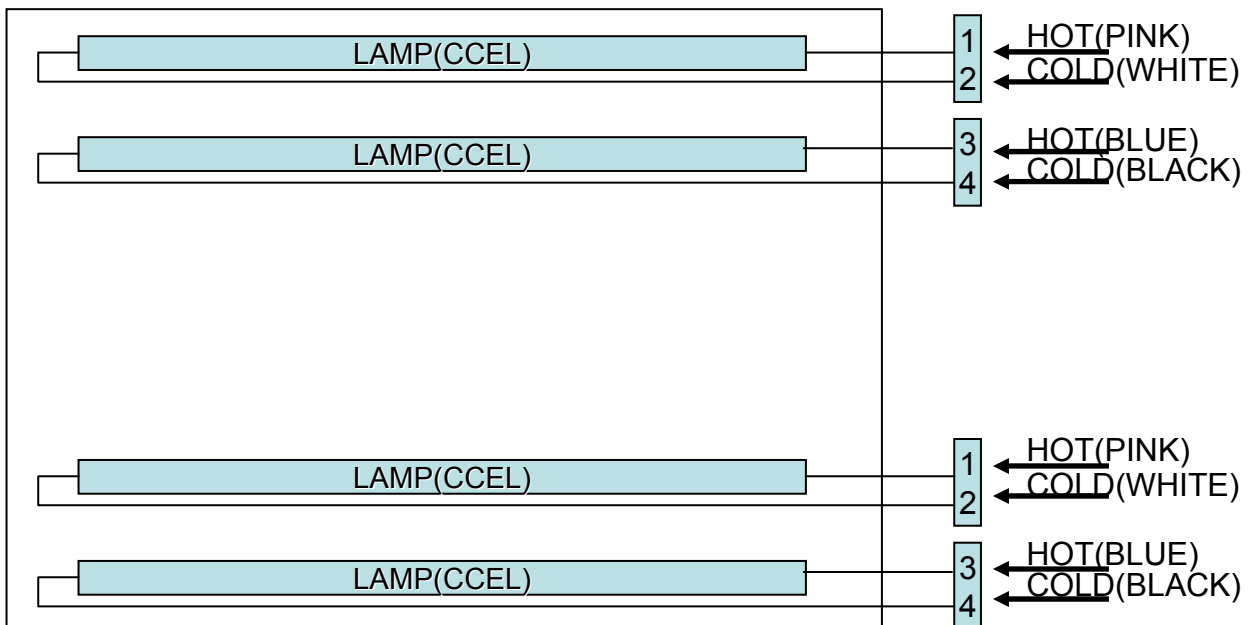 LAMP(CCEL)
1
HOT(PINK)
2
COLD(WHITE)
LAMP(CCEL)
3
HOT(BLUE)
4
COLD(BLACK)
LAMP(CCEL)
1
HOT(PINK)
2
COLD(WHITE)
LAMP(CCEL)
3
HOT(BLUE)
4
COLD(BLACK)